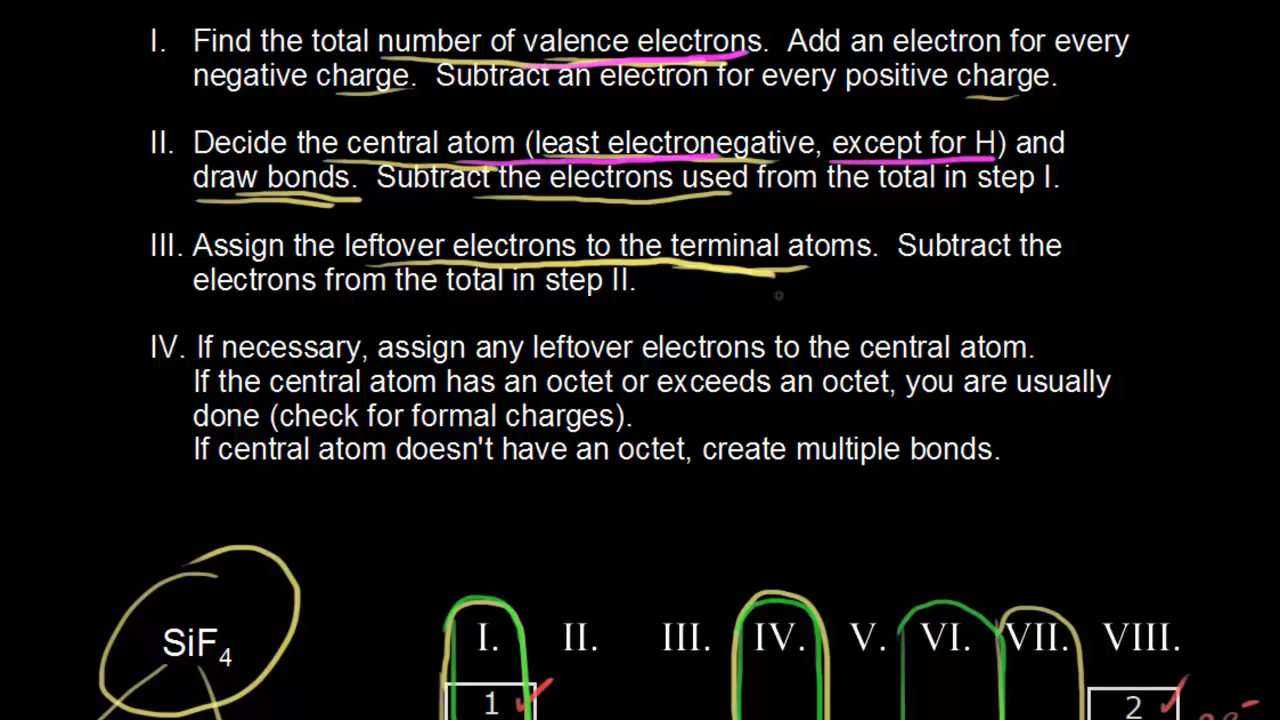 I. Find the total number of valence electrons. Add an electron for every
negative charge. Subtract an electron for every positive charge.
II. Decide the central atom (least electronegative, except for H) and
draw bonds. Subtract the electrons used from the total in step I.
III. Assign the leftover electrons to the terminal atoms. Subtract the
electrons from the total in step II.
IV. If necessary, assign any leftover electrons to the central atom.
If the central atom has an octet or exceeds an octet, you are usually
done (check for formal charges).
If central atom doesn't have an octet, create multiple bonds.
SiF4
I. II. III. IV. V. VI. VII. VIII.
1 2